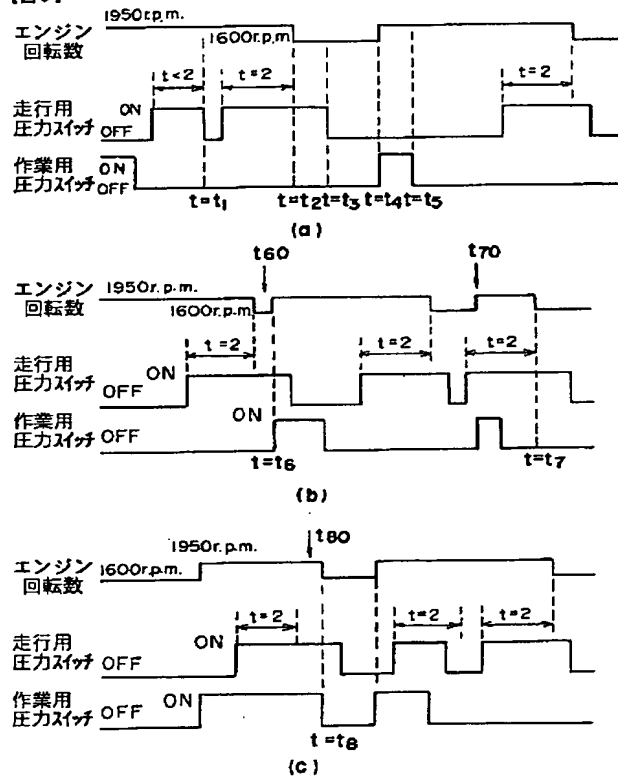 1950r.p.m.
エンジン
回転数
1600r.p.m
t<2
t=2
t=2
走行用
圧力スイッチ
ON
OFF
作業用
圧力スイッチ
ON
OFF
t=t1
t=t2
t=t3
t=t4
t=t5
(a)
t60
t70
エンジン
回転数
1950r.p.m.
1600r.p.m
t=2
t=2
t=2
走行用
圧力スイッチ
ON
OFF
作業用
圧力スイッチ
ON
OFF
t=t6
t=t7
(b)
1950r.p.m.
t80
エンジン
回転数
1600r.p.m.
t=2
t=2
t=2
走行用
圧力スイッチ
ON
OFF
作業用
圧力スイッチ
ON
OFF
t=t8
(c)